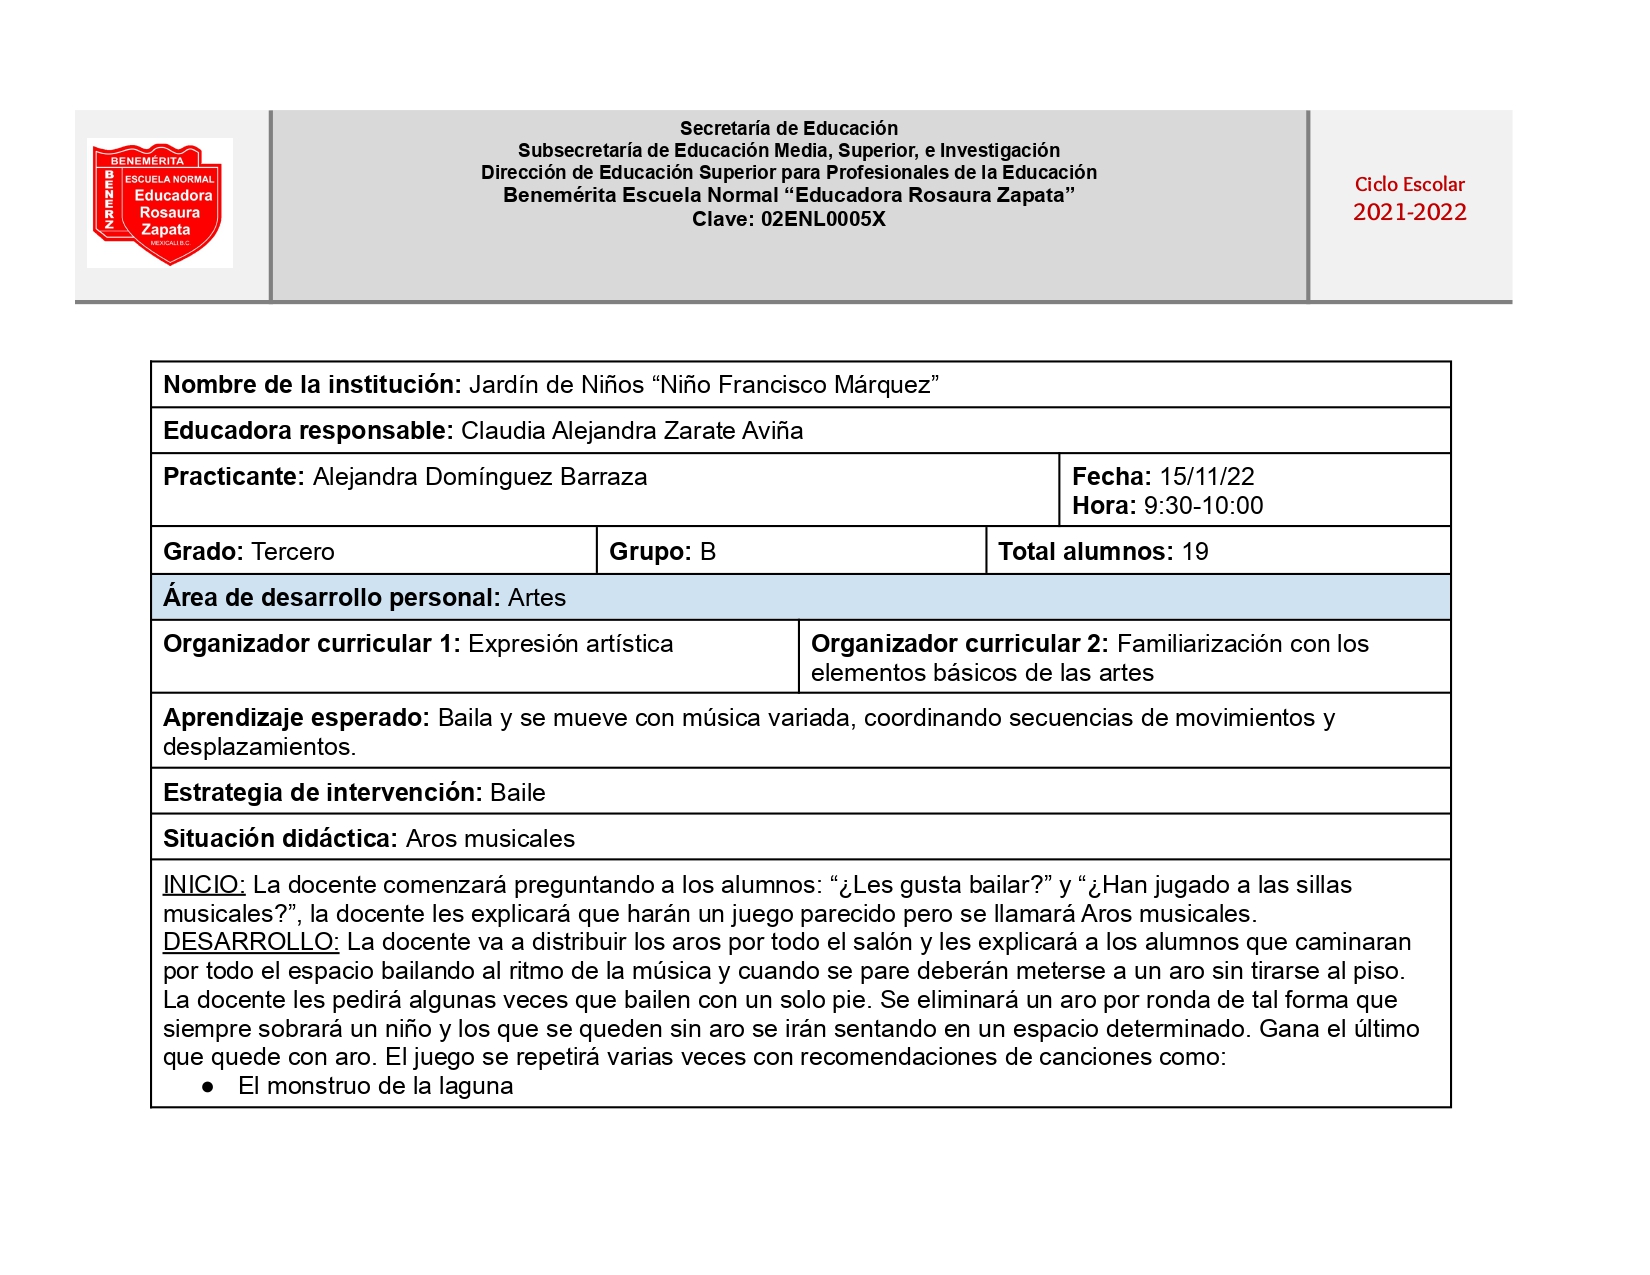 BENEMÉRITA
BENERZ
ESCUELA NORMAL
Educadora
Rosaura
Zapata
MEXICALI B.C.
Secretaría de Educación
Subsecretaría de Educación Media, Superior, e Investigación
Dirección de Educación Superior para Profesionales de la Educación
Benemérita Escuela Normal “Educadora Rosaura Zapata”
Clave: 02ENL0005X
Ciclo Escolar
2021-2022
Nombre de la institución: Jardín de Niños “Niño Francisco Márquez”
Educadora responsable: Claudia Alejandra Zarate Aviña
Practicante: Alejandra Domínguez Barraza
Fecha: 15/11/22
Hora: 9:30-10:00
Grado: Tercero
Grupo: B
Total alumnos: 19
Área de desarrollo personal: Artes
Organizador curricular 1: Expresión artística
Organizador curricular 2: Familiarización con los
elementos básicos de las artes
Aprendizaje esperado: Baila y se mueve con música variada, coordinando secuencias de movimientos y
desplazamientos.
Estrategia de intervención: Baile
Situación didáctica: Aros musicales
INICIO: La docente comenzará preguntando a los alumnos: “¿Les gusta bailar?” y “¿Han jugado a las sillas
musicales?”, la docente les explicará que harán un juego parecido pero se llamará Aros musicales.
DESARROLLO: La docente va a distribuir los aros por todo el salón y les explicará a los alumnos que caminaran
por todo el espacio bailando al ritmo de la música y cuando se pare deberán meterse a un aro sin tirarse al piso.
La docente les pedirá algunas veces que bailen con un solo pie. Se eliminará un aro por ronda de tal forma que
siempre sobrará un niño y los que se queden sin aro se irán sentando en un espacio determinado. Gana el último
que quede con aro. El juego se repetirá varias veces con recomendaciones de canciones como:
● El monstruo de la laguna